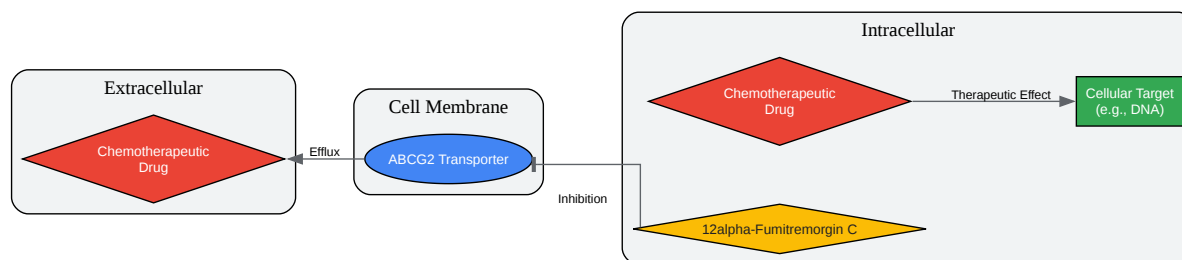 Extracellular
Chemotherapeutic
Drug
Efflux
Cell Membrane
ABCG2 Transporter
Inhibition
Intracellular
Chemotherapeutic
Drug
Therapeutic Effect
Cellular Target
(e.g., DNA)
12alpha-Fumitremorgin C